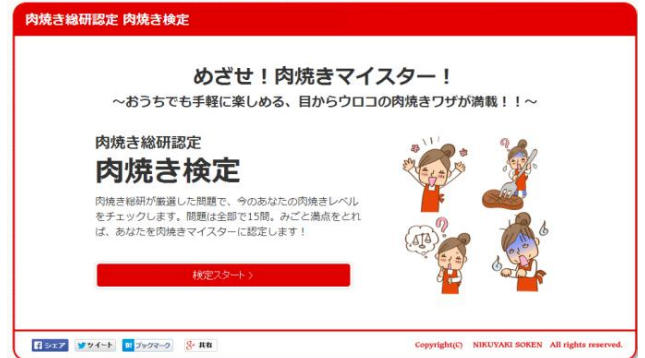 肉焼き総研認定 肉焼き検定
めざせ！肉焼きマイスター！
～おうちでも手軽に楽しめる、目からウロコの肉焼きワザが満載！！～
肉焼き総研認定
肉焼き検定
肉焼き総研が厳選した問題で、今のあなたの肉焼きレベル
をチェックします。問題は全部で15問。みごと満点をとれ
ば、あなたを肉焼きマイスターに認定します！
検定スタート >
シェア ツイート B! ブックマーク g+ 共有
Copyright(C) NIKUYAKI SOKEN All rights reserved.